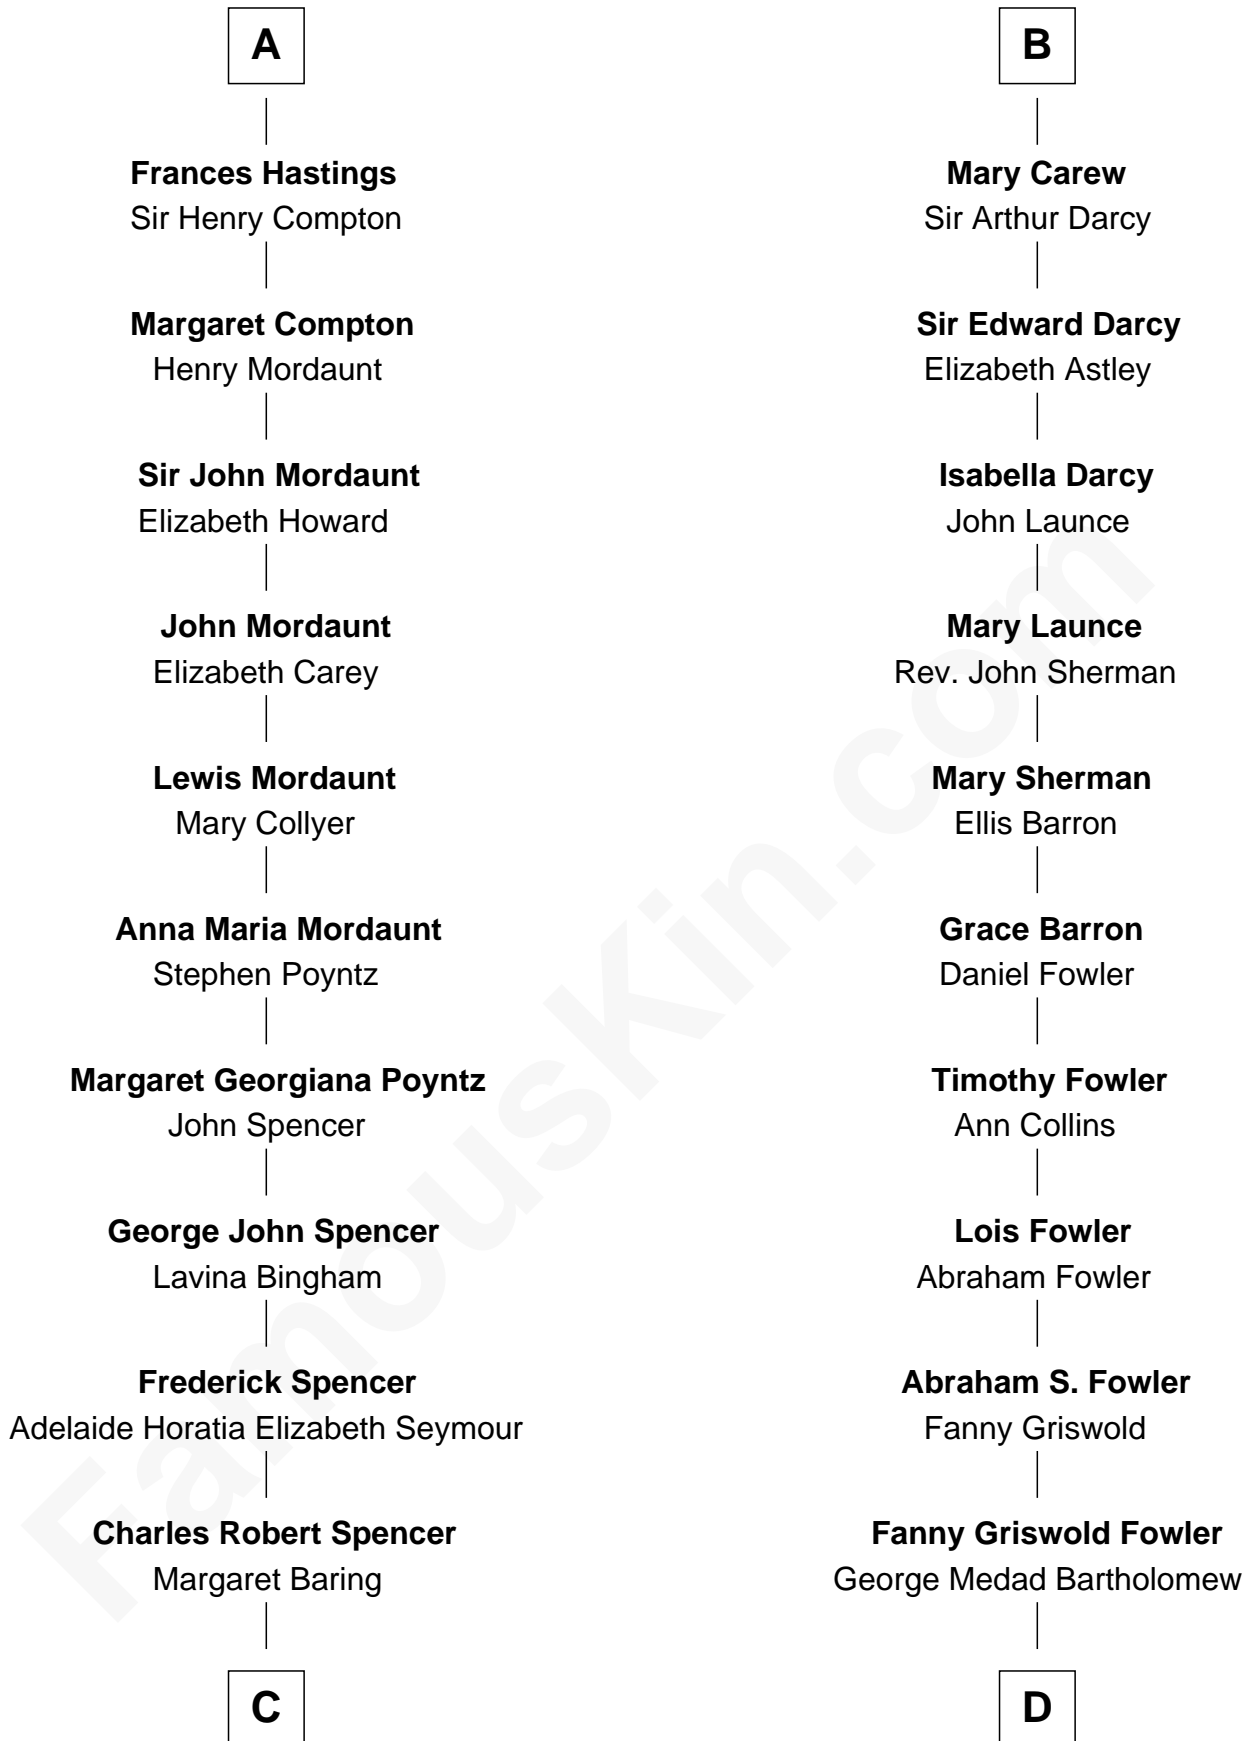 A
Frances Hastings
Sir Henry Compton
Margaret Compton
Henry Mordaunt
Sir John Mordaunt
Elizabeth Howard
John Mordaunt
Elizabeth Carey
Lewis Mordaunt
Mary Collyer
Anna Maria Mordaunt
Stephen Poyntz
Margaret Georgiana Poyntz
John Spencer
George John Spencer
Lavina Bingham
Frederick Spencer
Adelaide Horatia Elizabeth Seymour
Charles Robert Spencer
Margaret Baring
C
B
Mary Carew
Sir Arthur Darcy
Sir Edward Darcy
Elizabeth Astley
Isabella Darcy
John Launce
Mary Launce
Rev. John Sherman
Mary Sherman
Ellis Barron
Grace Barron
Daniel Fowler
Timothy Fowler
Ann Collins
Lois Fowler
Abraham Fowler
Abraham S. Fowler
Fanny Griswold
Fanny Griswold Fowler
George Medad Bartholomew
D
FamousKin.com